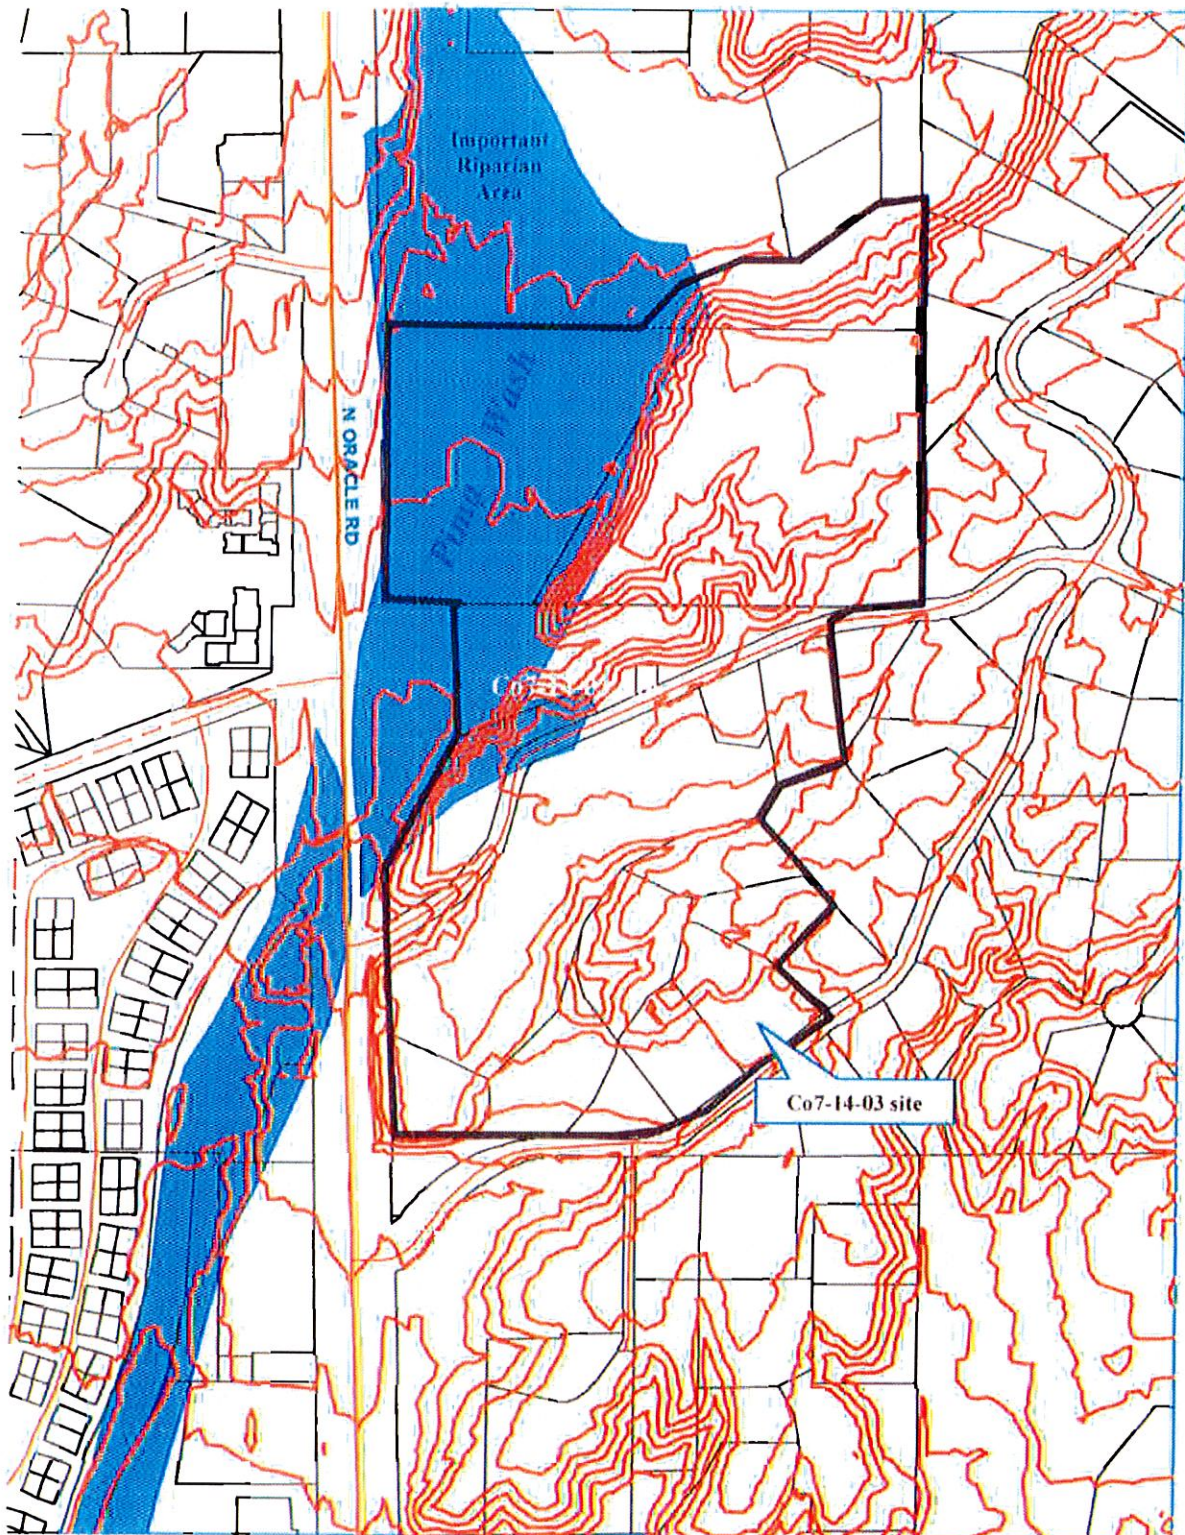 Important
Riparian
Area
Pima Wash
N ORACLE RD
Co7-14-03 site